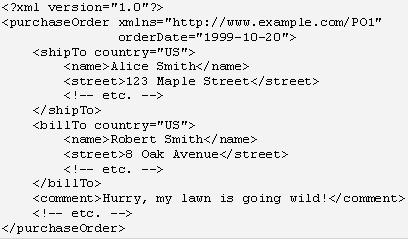 <?xml version="1.0"?>
<purchaseOrder xmlns="http://www.example.com/PO1"
               orderDate="1999-10-20">
    <shipTo country="US">
        <name>Alice Smith</name>
        <street>123 Maple Street</street>
        <!-- etc. -->
    </shipTo>
    <billTo country="US">
        <name>Robert Smith</name>
        <street>8 Oak Avenue</street>
        <!-- etc. -->
    </billTo>
    <comment>Hurry, my lawn is going wild!</comment>
    <!-- etc. -->
</purchaseOrder>